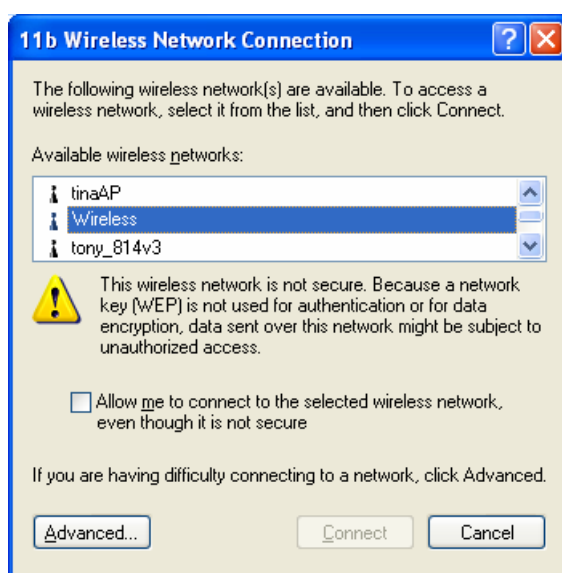 11b Wireless Network Connection
The following wireless network(s) are available. To access a
wireless network, select it from the list, and then click Connect.
Available wireless networks:
tinaAP
Wireless
tony_814v3
This wireless network is not secure. Because a network
key (WEP) is not used for authentication or for data
encryption, data sent over this network might be subject to
unauthorized access.
Allow me to connect to the selected wireless network,
even though it is not secure
If you are having difficulty connecting to a network, click Advanced.
Advanced... Connect Cancel